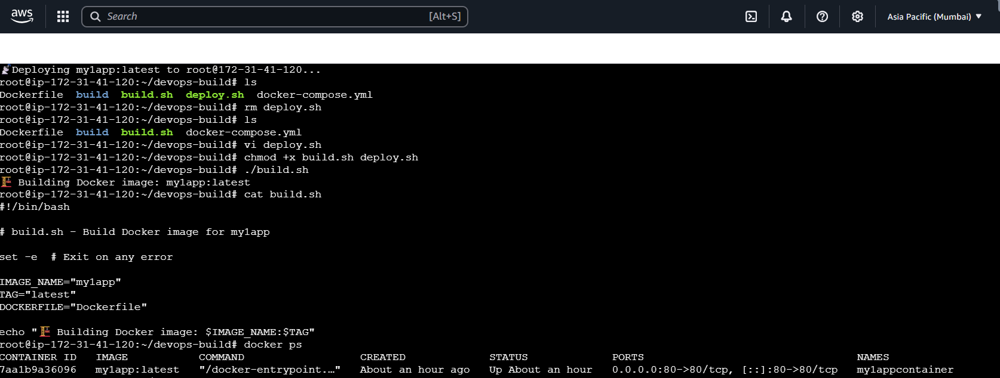 aws
Search [Alt+S] Asia Pacific (Mumbai)
Deploying my1app:latest to root@172-31-41-120...
root@ip-172-31-41-120:~/devops-build# ls
Dockerfile build build.sh deploy.sh docker-compose.yml
root@ip-172-31-41-120:~/devops-build# rm deploy.sh
root@ip-172-31-41-120:~/devops-build# ls
Dockerfile build build.sh docker-compose.yml
root@ip-172-31-41-120:~/devops-build# vi deploy.sh
root@ip-172-31-41-120:~/devops-build# chmod +x build.sh deploy.sh
root@ip-172-31-41-120:~/devops-build# ./build.sh
🏗️ Building Docker image: my1app:latest
root@ip-172-31-41-120:~/devops-build# cat build.sh
#!/bin/bash
# build.sh - Build Docker image for my1app
set -e # Exit on any error
IMAGE_NAME="my1app"
TAG="latest"
DOCKERFILE="Dockerfile"
echo "🏗️ Building Docker image: $IMAGE_NAME:$TAG"
root@ip-172-31-41-120:~/devops-build# docker ps
CONTAINER ID IMAGE COMMAND CREATED STATUS PORTS NAMES
7aa1b9a36096 my1app:latest "/docker-entrypoint.…" About an hour ago Up About an hour 0.0.0.0:80->80/tcp, [::]:80->80/tcp my1appcontainer